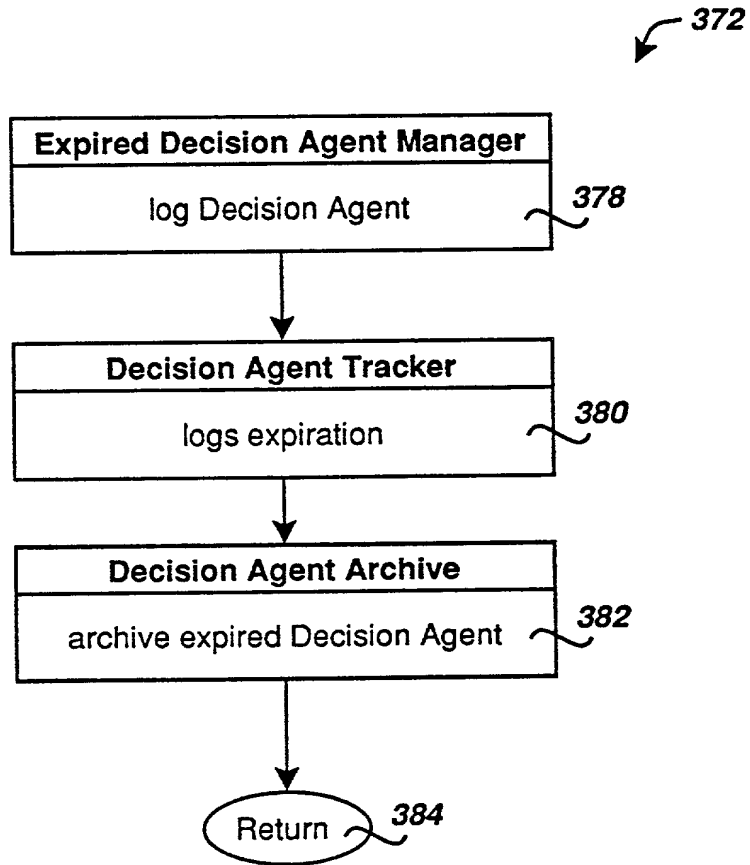 372
Expired Decision Agent Manager
log Decision Agent
378
Decision Agent Tracker
logs expiration
380
Decision Agent Archive
archive expired Decision Agent
382
Return
384